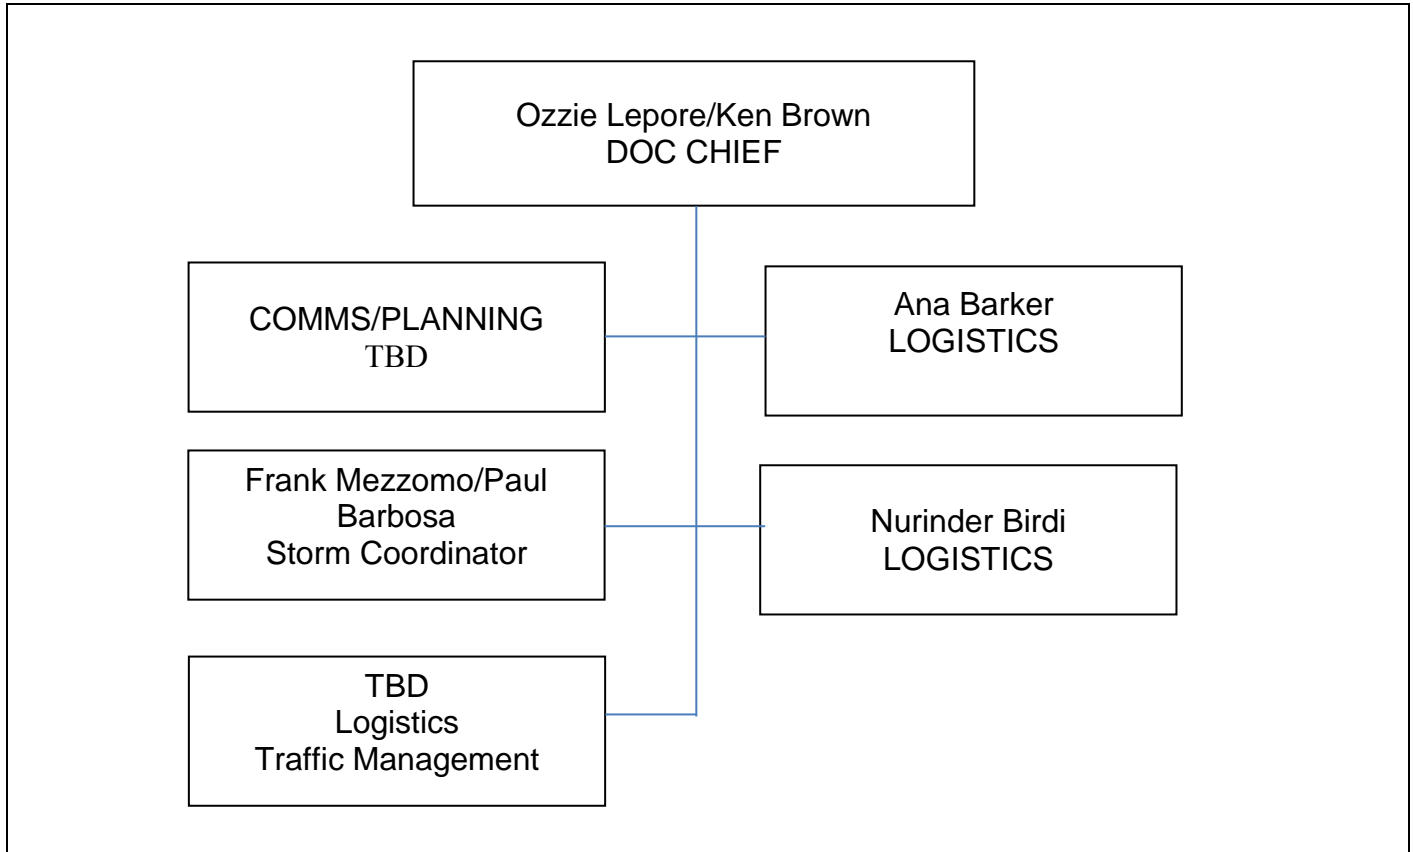 Ozzie Lepore/Ken Brown
DOC CHIEF
COMMS/PLANNING
TBD
Ana Barker
LOGISTICS
Frank Mezzomo/Paul
Barbosa
Storm Coordinator
Nurinder Birdi
LOGISTICS
TBD
Logistics
Traffic Management